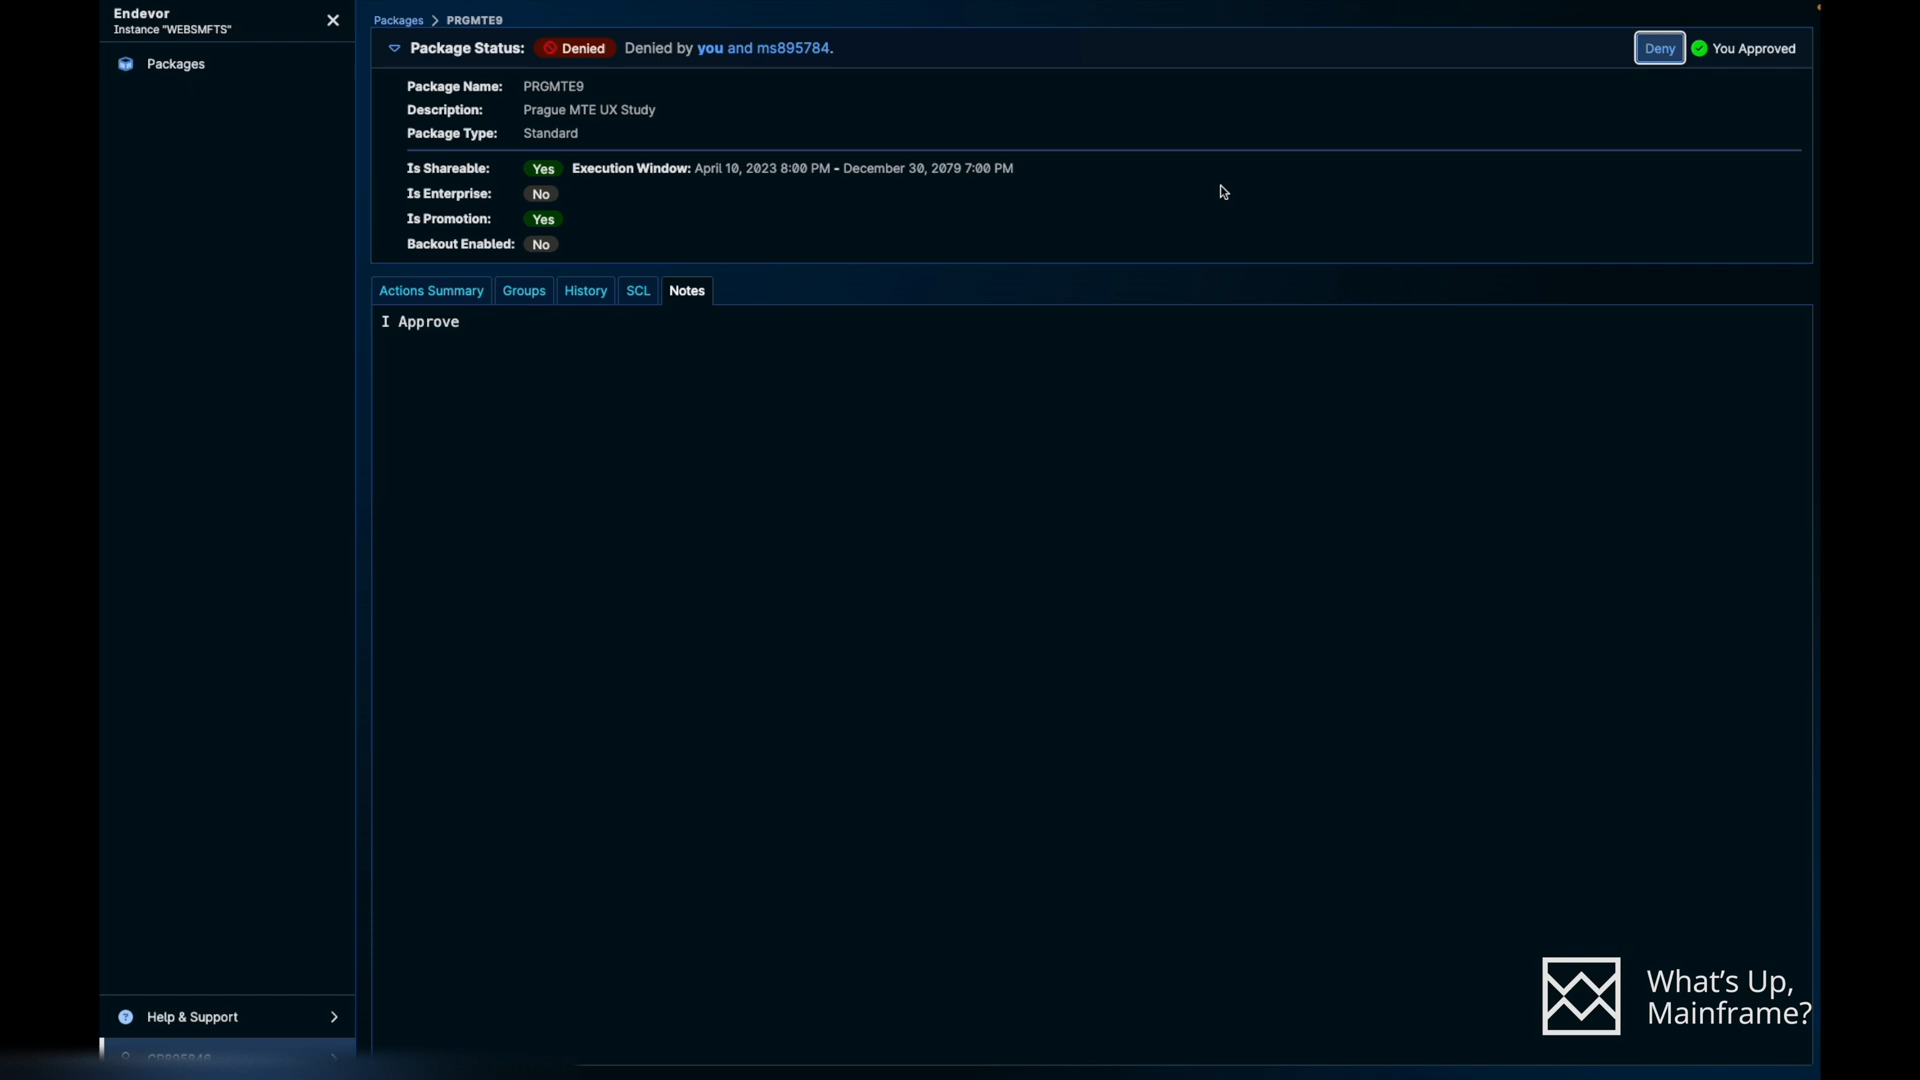 Endevor
Instance "WEBSMFTS"
Packages
Packages > PRGMTE9
Package Status: Denied Denied by you and ms895784.
Deny You Approved
Package Name: PRGMTE9
Description: Prague MTE UX Study
Package Type: Standard
Is Shareable: Yes Execution Window: April 10, 2023 8:00 PM - December 30, 2079 7:00 PM
Is Enterprise: No
Is Promotion: Yes
Backout Enabled: No
Actions Summary Groups History SCL Notes
I Approve
Help & Support
What's Up,
Mainframe?